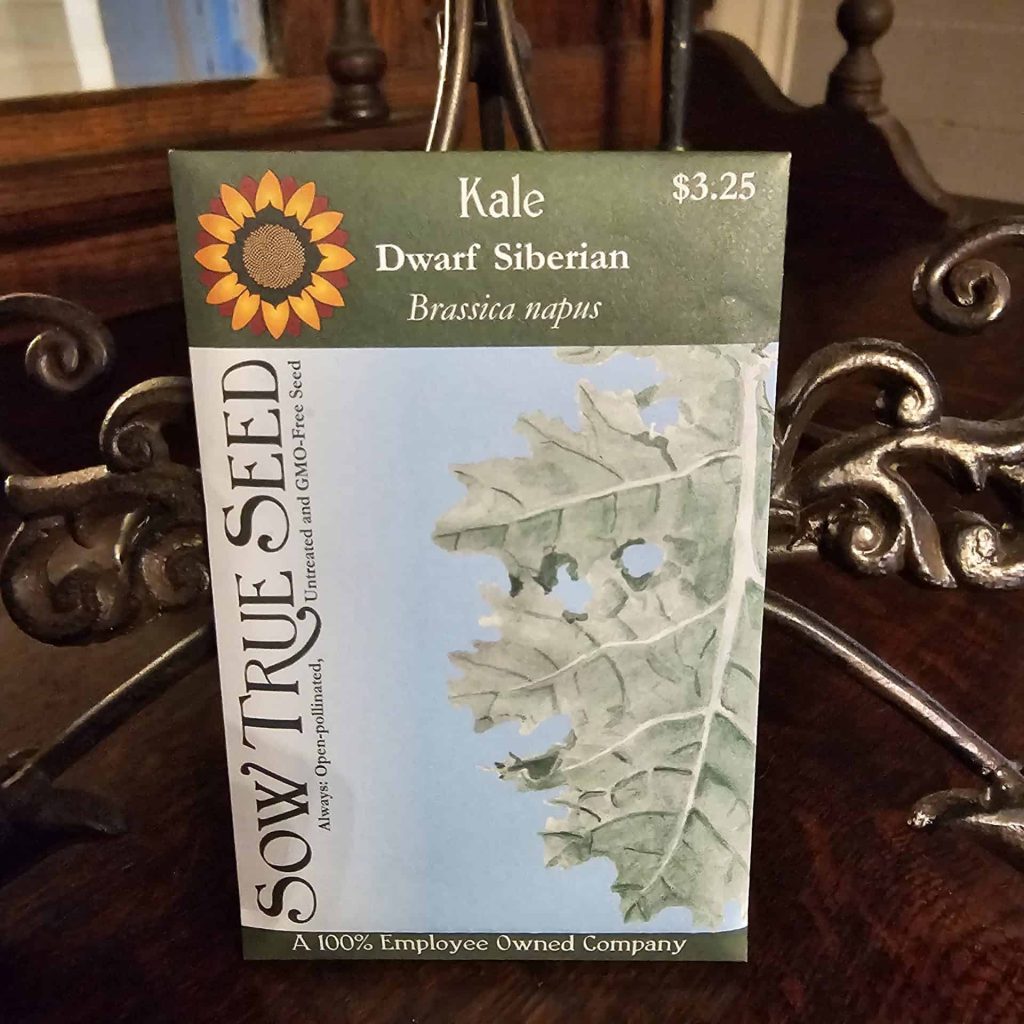 Kale
$3.25
Dwarf Siberian
Brassica napus
SOW TRUE SEED
Always: Open-pollinated, Untreated and GMO-Free Seed
A 100% Employee Owned Company